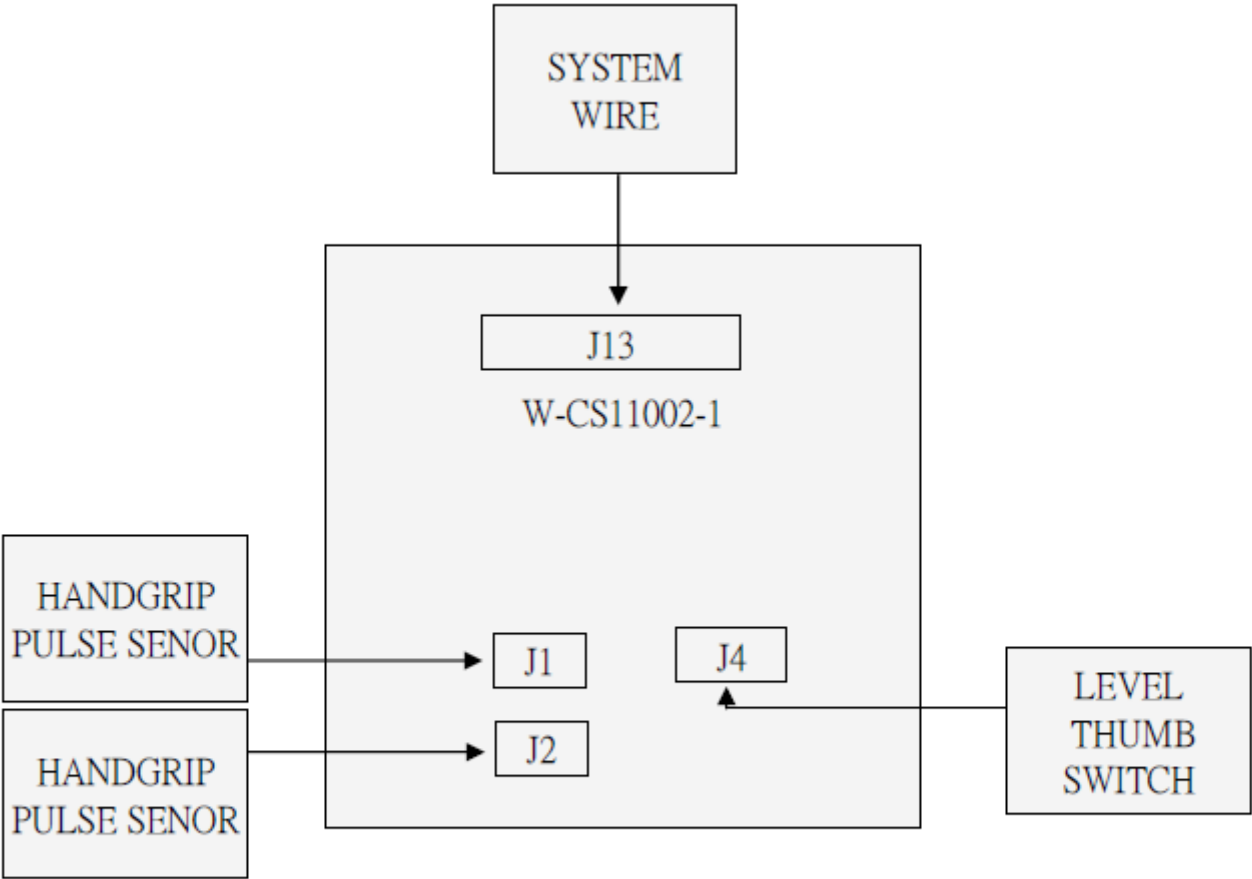 SYSTEM
WIRE
J13
W-CS11002-1
HANDGRIP
PULSE SENOR
J1
J4
LEVEL
THUMB
SWITCH
HANDGRIP
PULSE SENOR
J2